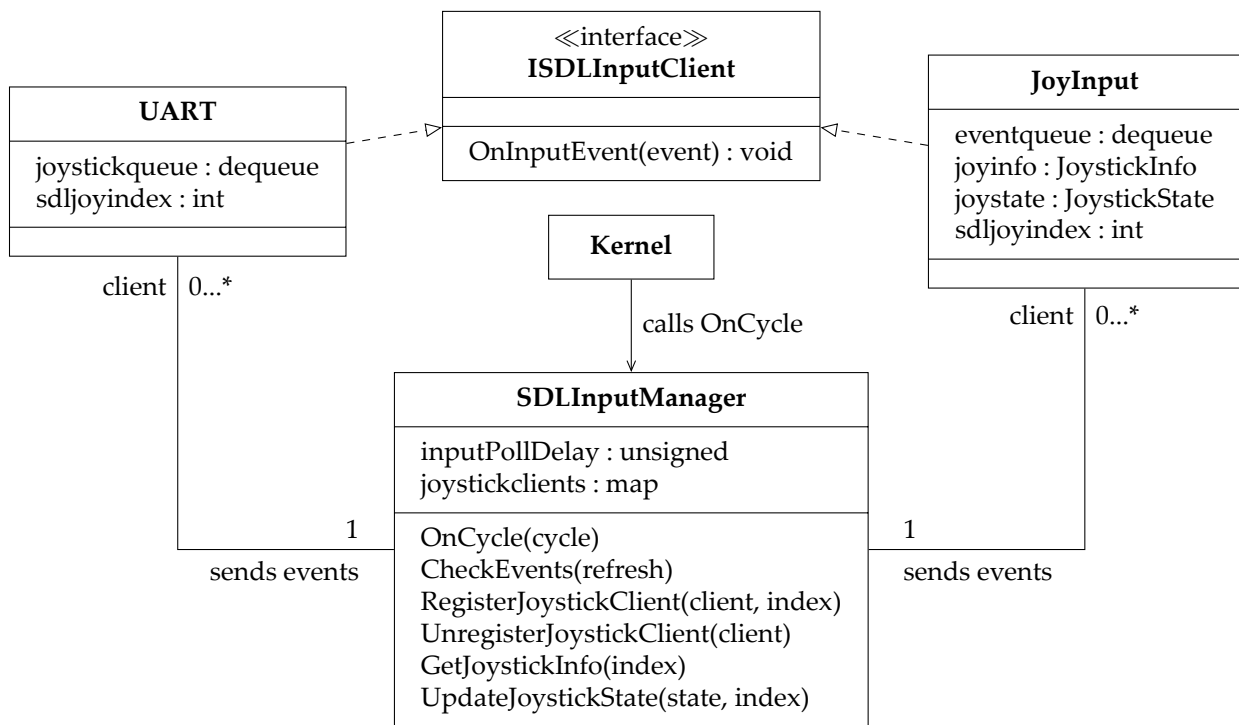 ≪interface≫
ISDLInputClient
OnInputEvent(event) : void
UART
joystickqueue : dequeue
sdljoyindex : int
JoyInput
eventqueue : dequeue
joyinfo : JoystickInfo
joystate : JoystickState
sdljoyindex : int
Kernel
client
0...*
client
0...*
calls OnCycle
SDLInputManager
inputPollDelay : unsigned
joystickclients : map
OnCycle(cycle)
CheckEvents(refresh)
RegisterJoystickClient(client, index)
UnregisterJoystickClient(client)
GetJoystickInfo(index)
UpdateJoystickState(state, index)
1
sends events
1
sends events